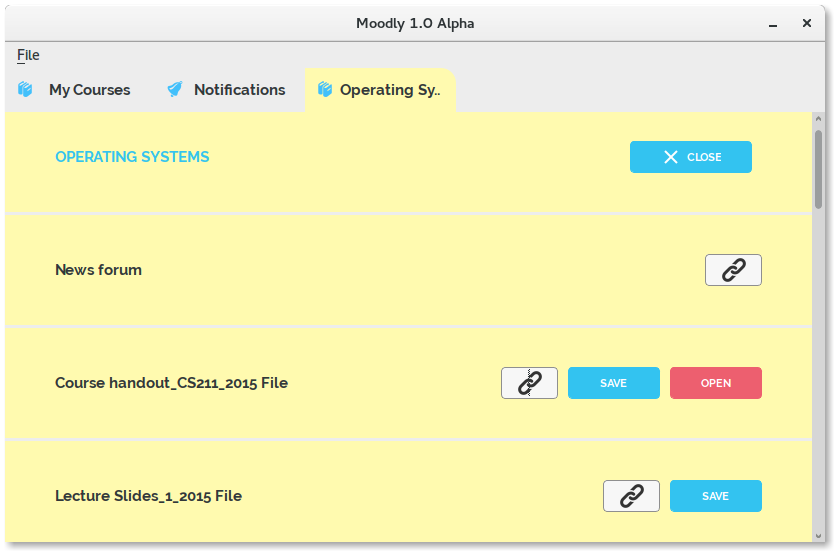 Moodly 1.0 Alpha
File
My Courses
Notifications
Operating Sy..
OPERATING SYSTEMS
CLOSE
News forum
Course handout_CS211_2015 File
SAVE
OPEN
Lecture Slides_1_2015 File
SAVE